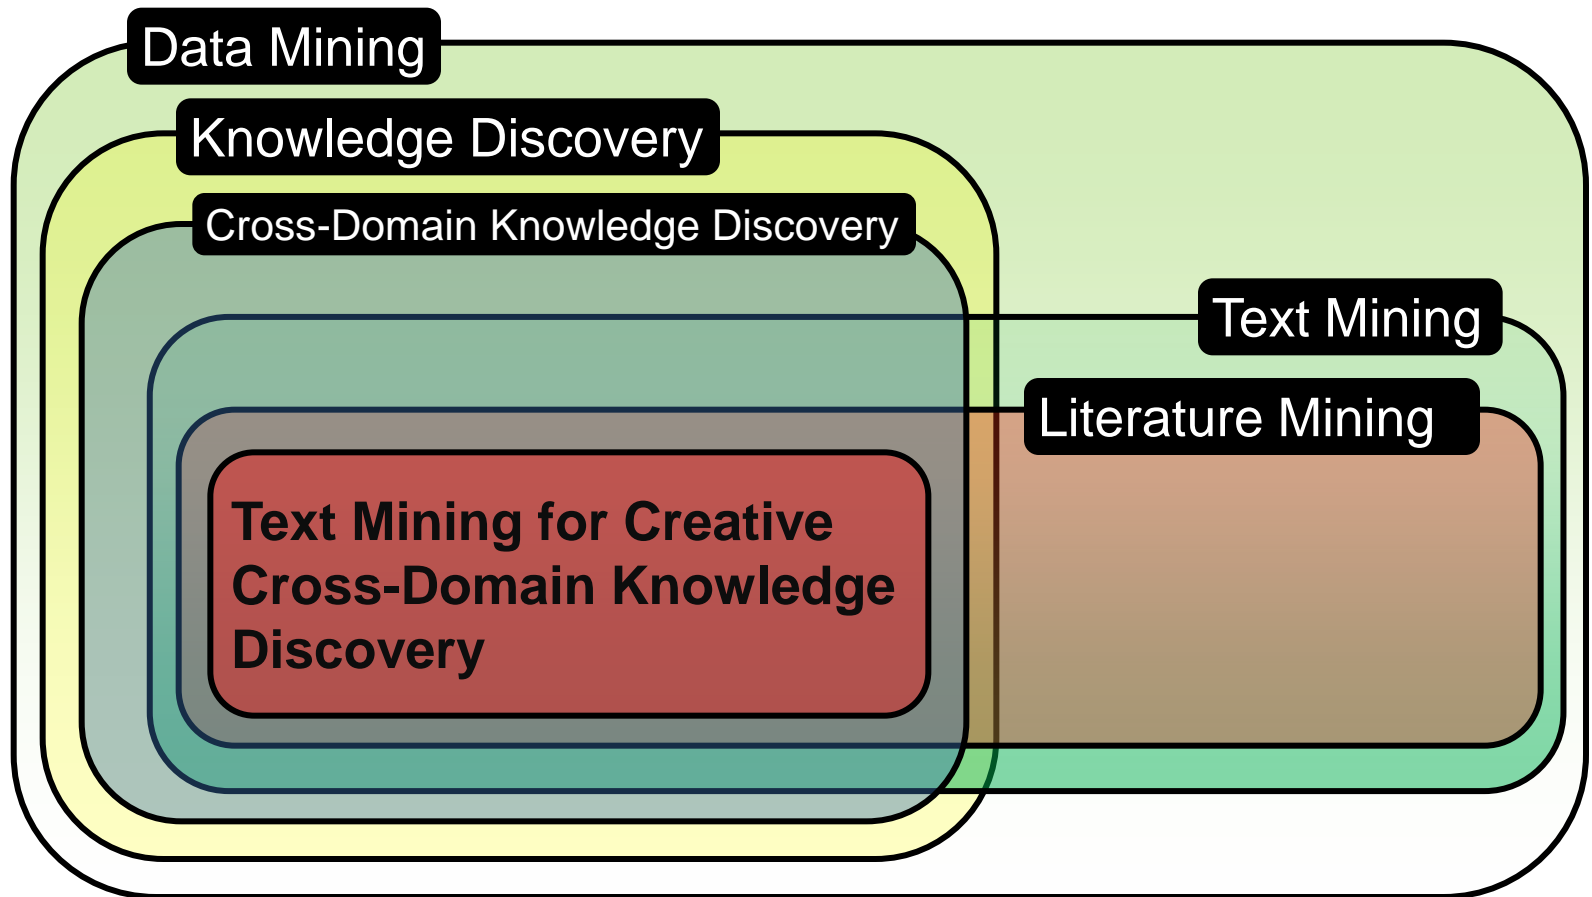 Data Mining
Knowledge Discovery
Cross-Domain Knowledge Discovery
Text Mining
Literature Mining
Text Mining for Creative
Cross-Domain Knowledge
Discovery